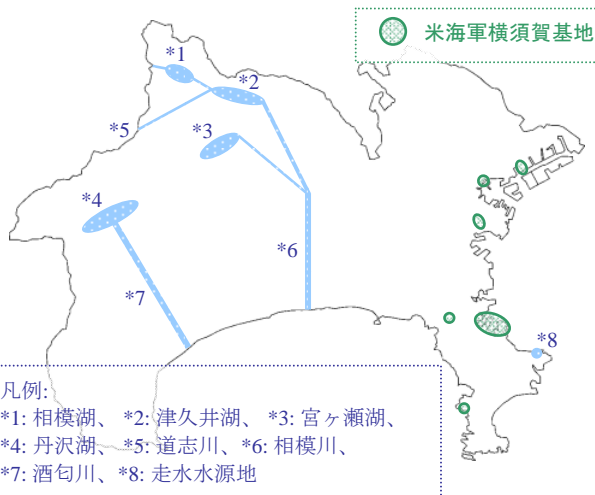 米海軍横須賀基地
*1
*2
*3
*5
*4
*6
*7
*8
凡例:
*1: 相模湖、 *2: 津久井湖、 *3: 宮ヶ瀬湖、
*4: 丹沢湖、 *5: 道志川、 *6: 相模川、
*7: 酒匂川、 *8: 走水水源地